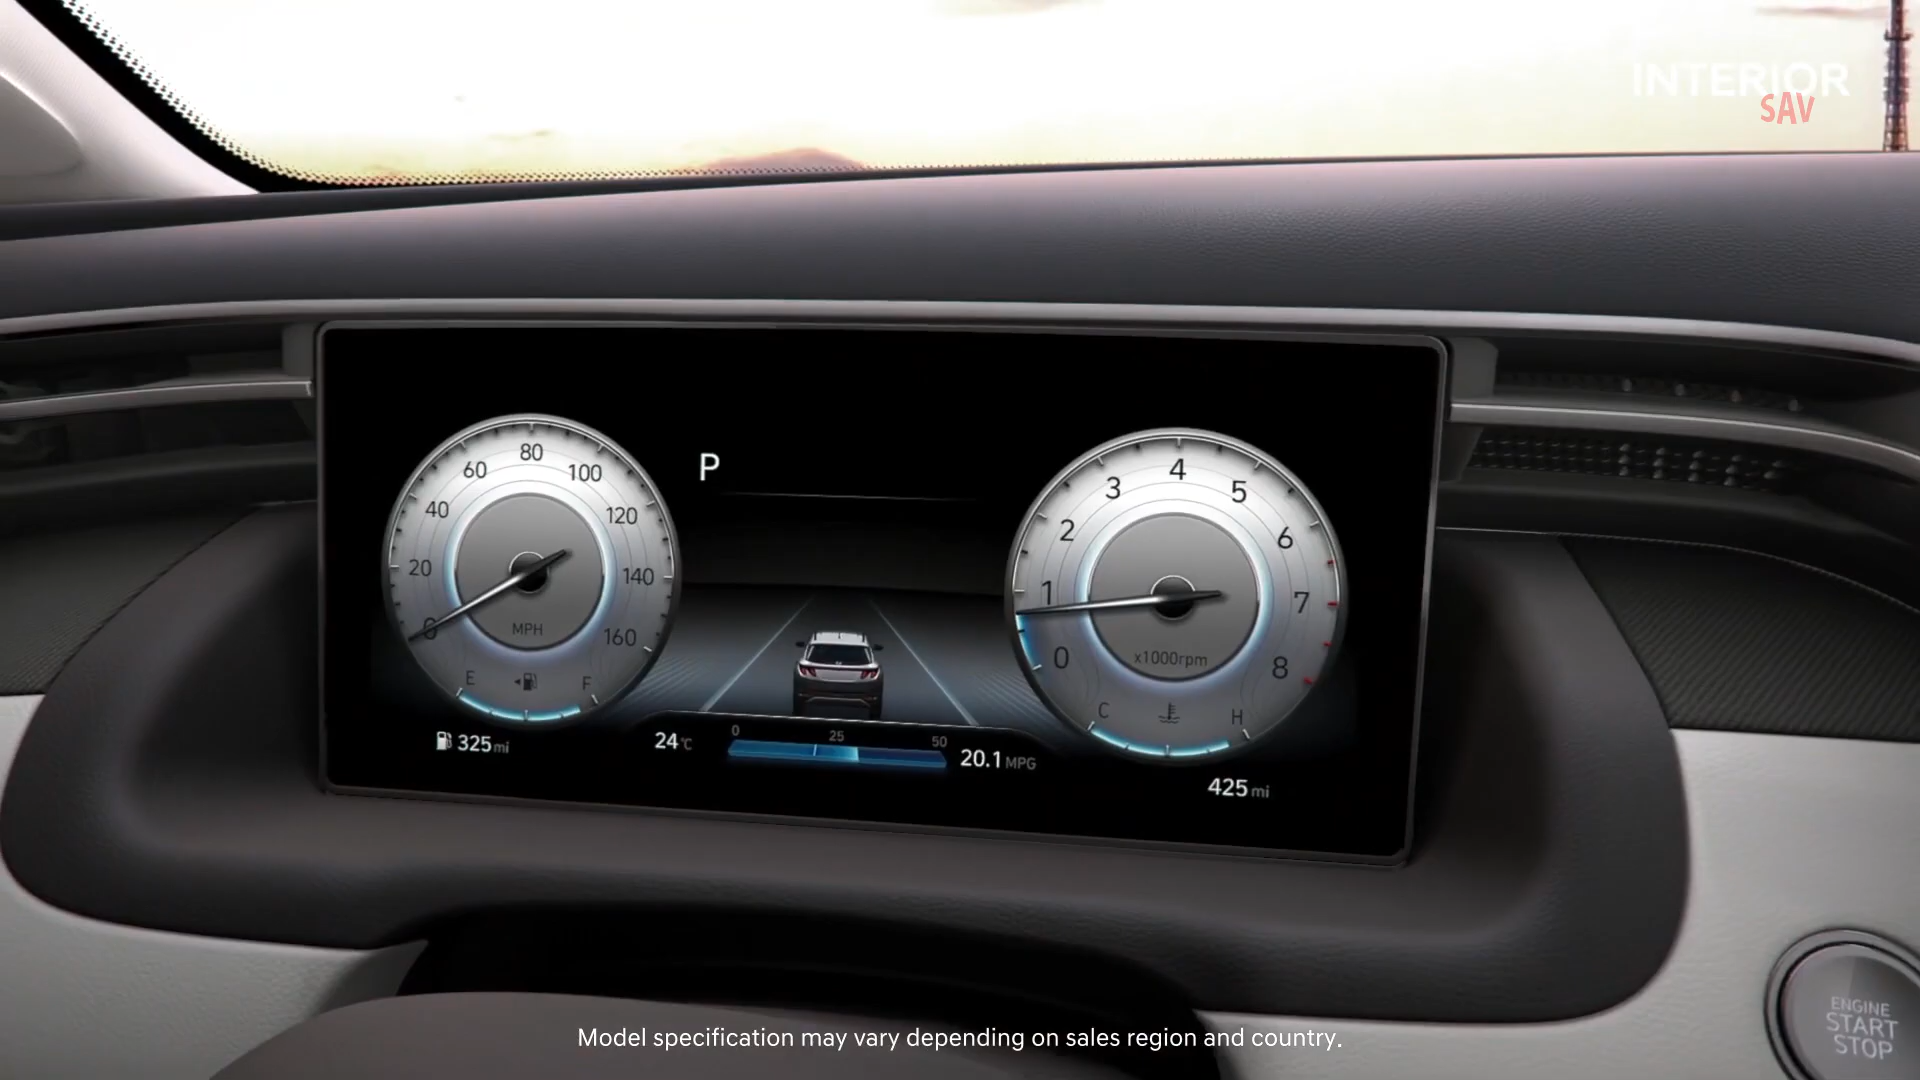 INTERIOR
SAV
80
60
100
40
120
20
140
0
160
MPH
E
F
P
4
3
5
2
6
1
7
0
8
x1000rpm
C
H
325mi
24°C
0
25
50
20.1MPG
425mi
ENGINE
START
STOP
Model specification may vary depending on sales region and country.